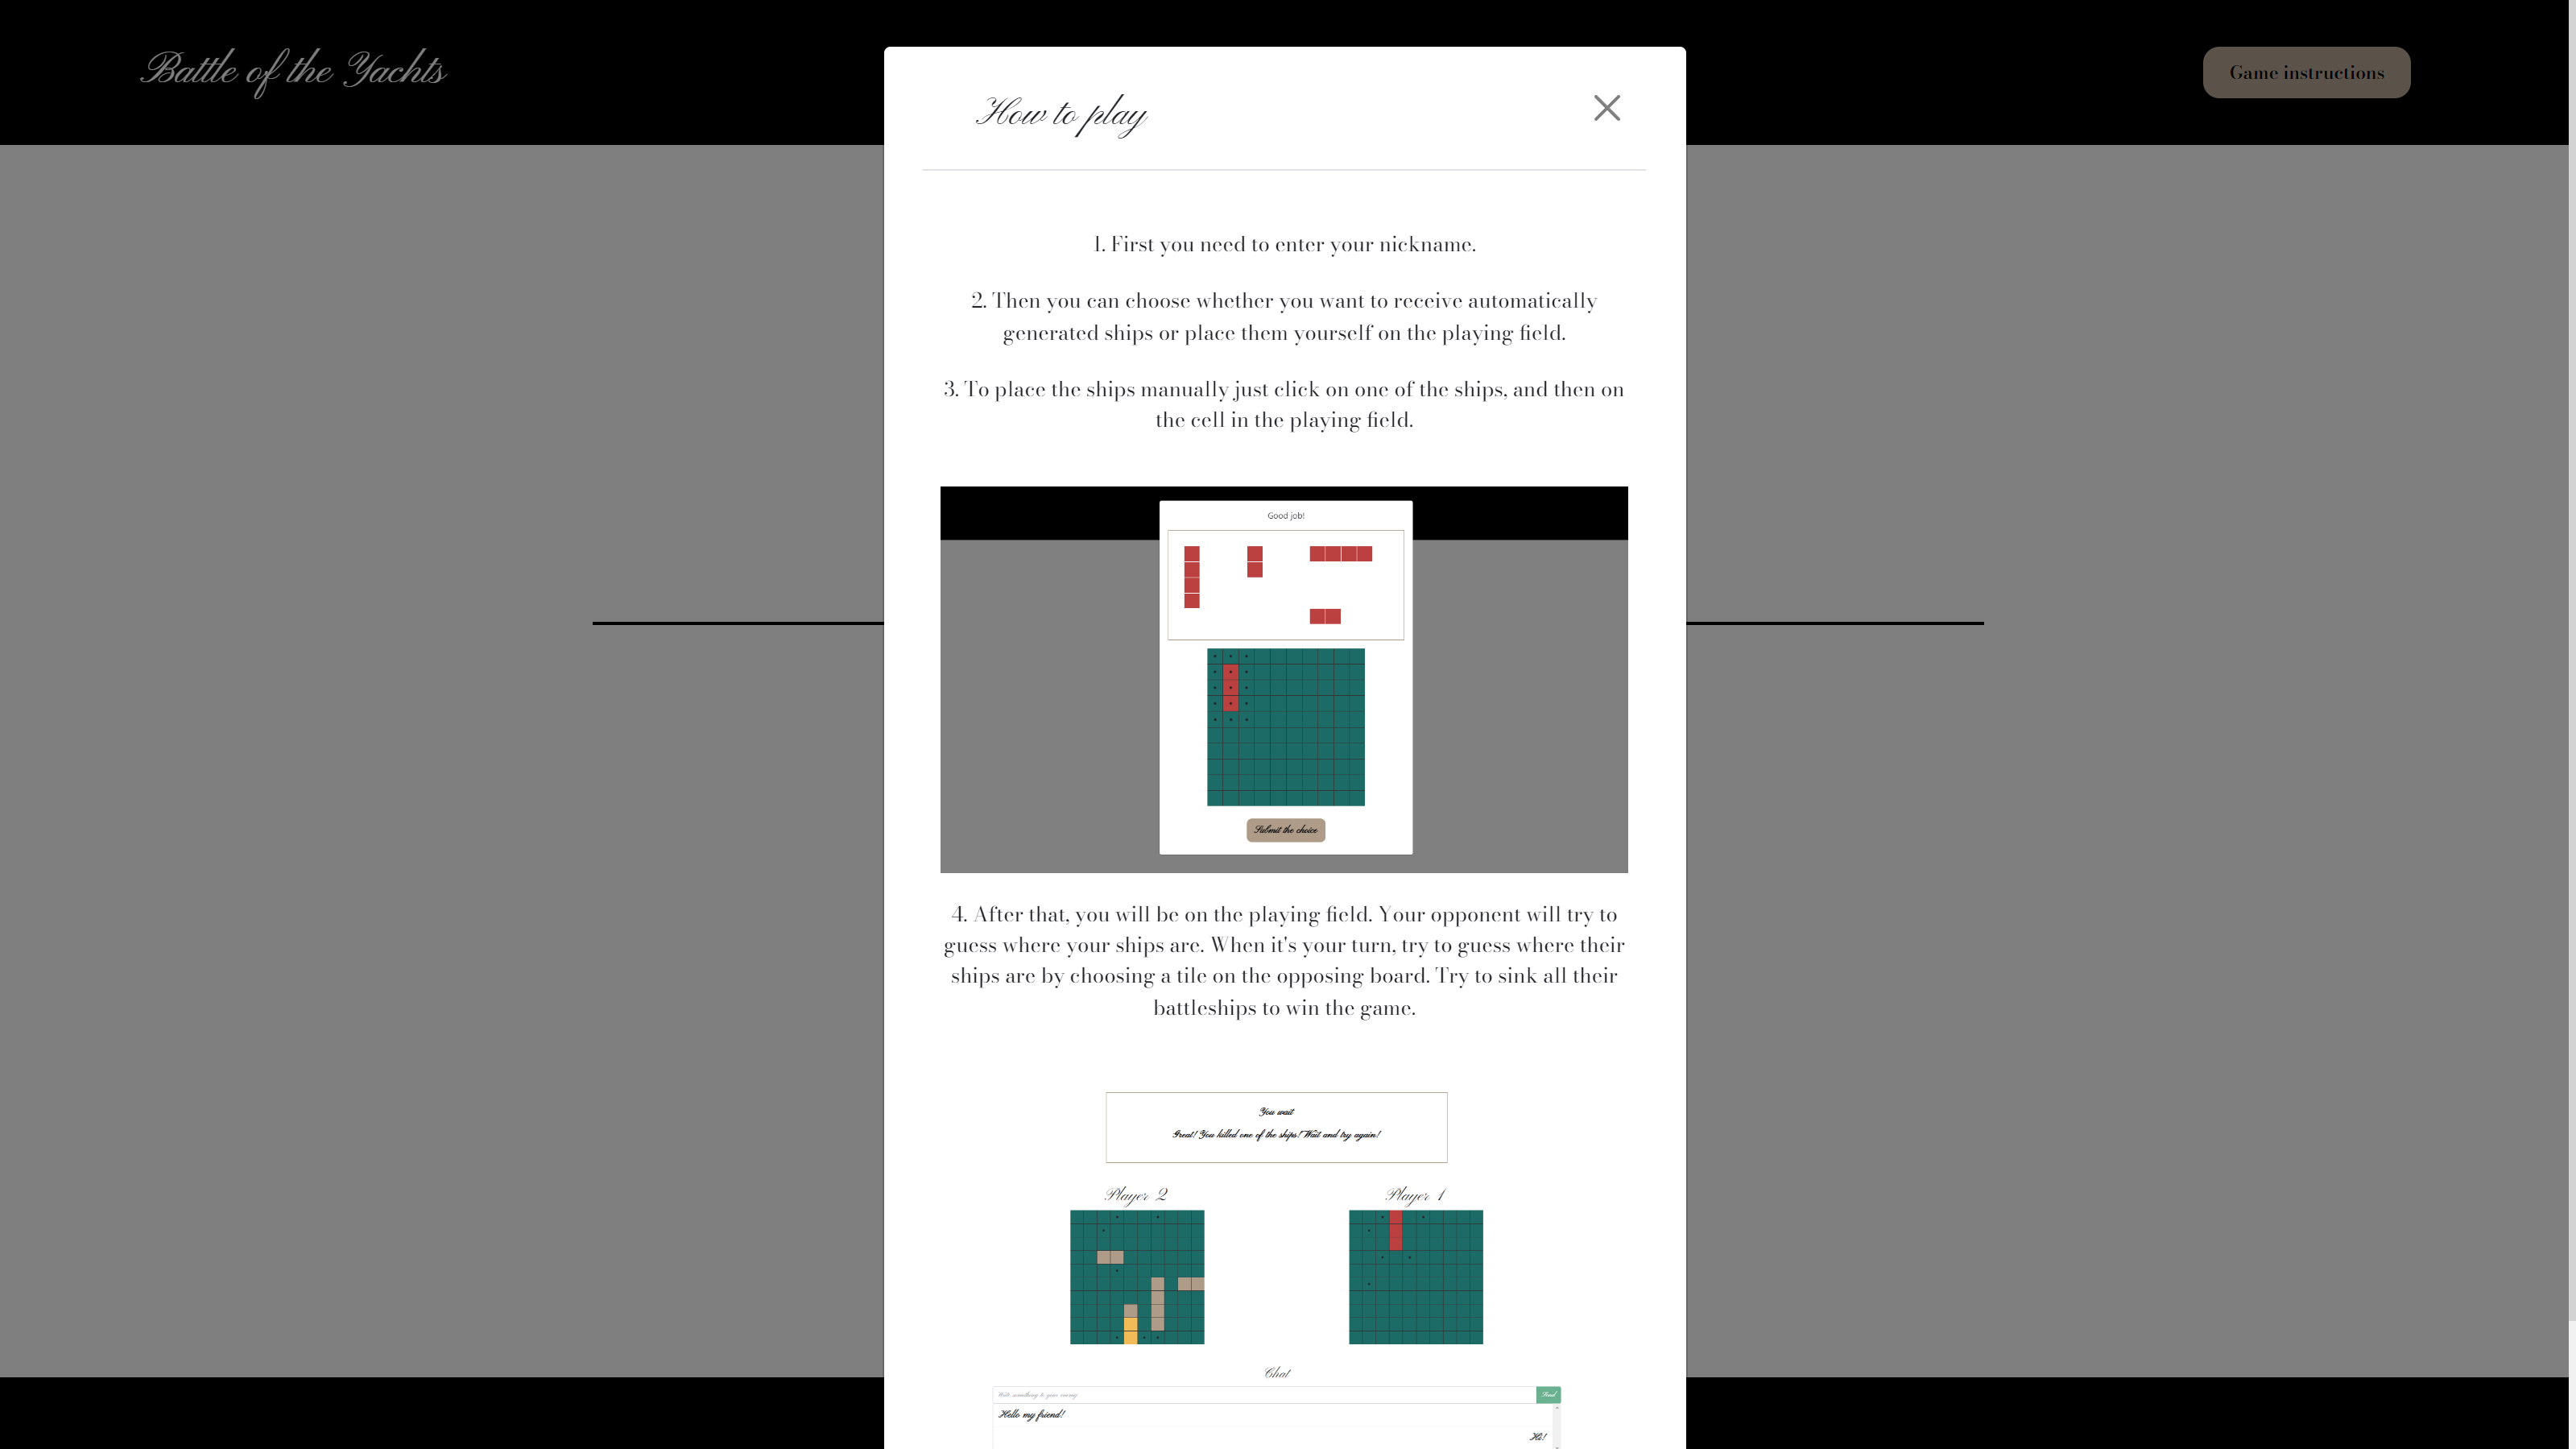 Battle of the Yachts
Game instructions
How to play
1. First you need to enter your nickname.
2. Then you can choose whether you want to receive automatically
generated ships or place them yourself on the playing field.
3. To place the ships manually just click on one of the ships, and then on
the cell in the playing field.
Good job!
Submit the choice
4. After that, you will be on the playing field. Your opponent will try to
guess where your ships are. When it's your turn, try to guess where their
ships are by choosing a tile on the opposing board. Try to sink all their
battleships to win the game.
You wait
Great! You killed one of the ships! Wait and try again!
Player 2
Player 1
Chat
Write something to your enemy
Send
Hello my friend!
Hi!